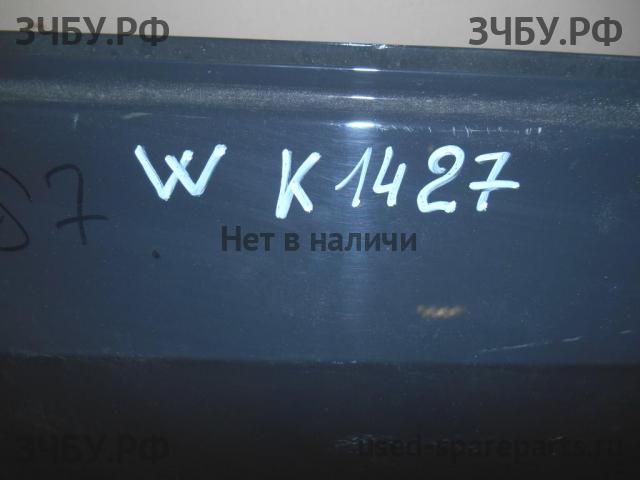 ЗЧБУ.РФ ЗЧБУ.РФ
W K1427
Нет в наличи
ЗЧБУ.РФ used-spareparts.ru